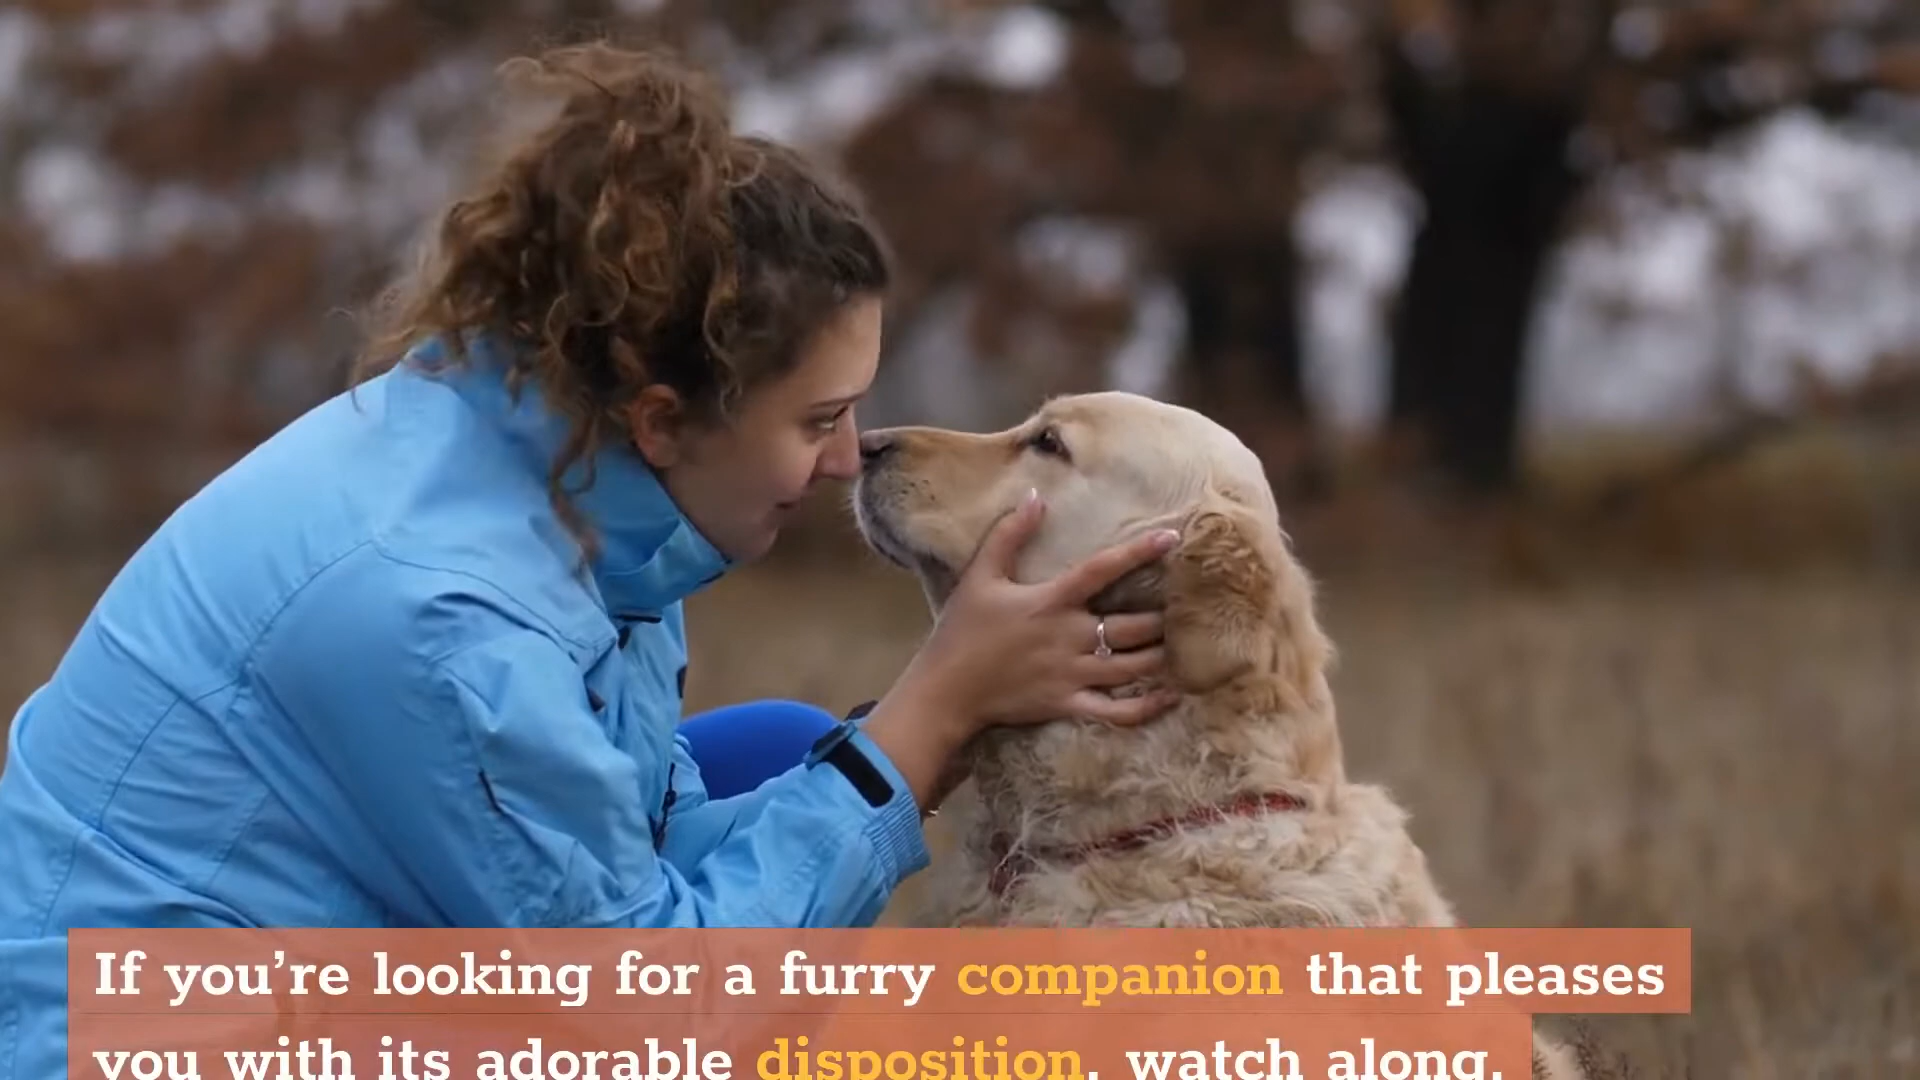 If you’re looking for a furry companion that pleases
you with its adorable disposition, watch along.